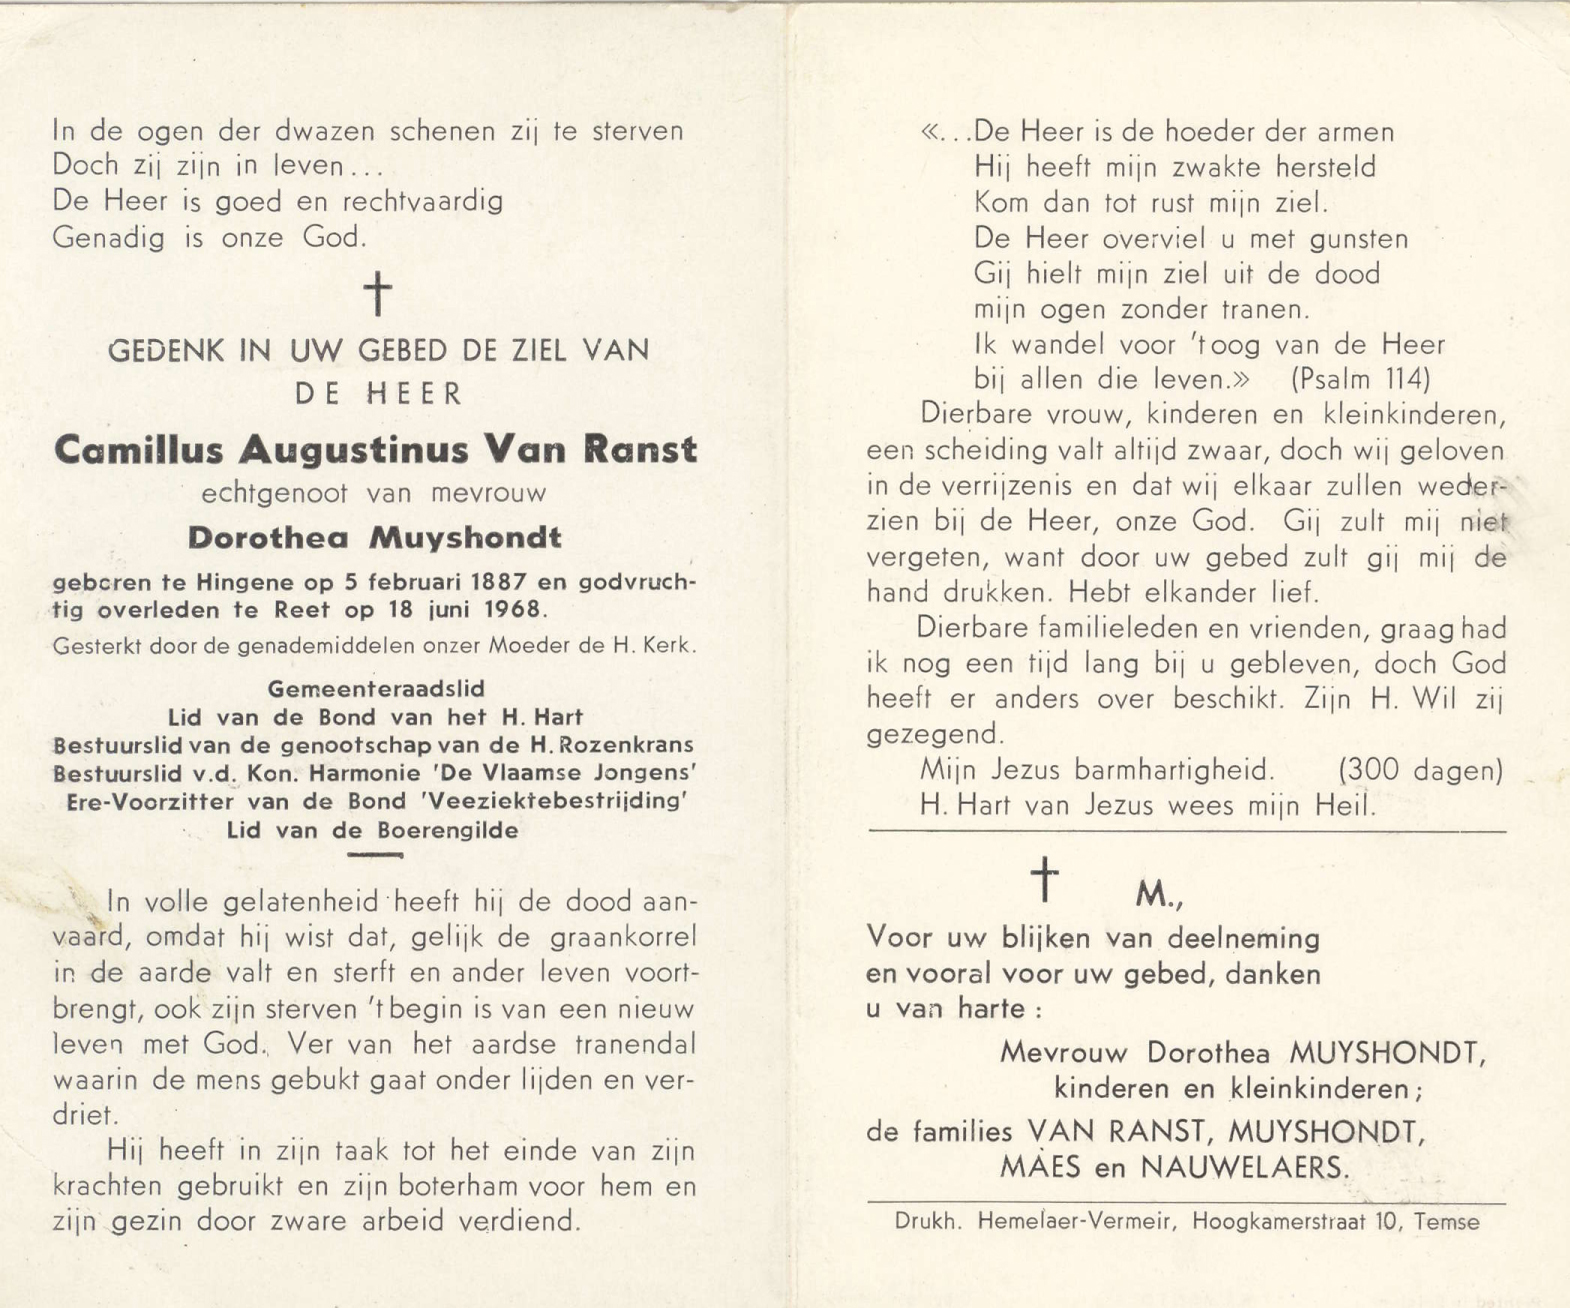 In de ogen der dwazen schenen zij te sterven
Doch zij zijn in leven...
De Heer is goed en rechtvaardig
Genadig is onze God.
†
GEDENK IN UW GEBED DE ZIEL VAN
DE HEER
Camillus Augustinus Van Ranst
echtgenoot van mevrouw
Dorothea Muyshondt
geboren te Hingene op 5 februari 1887 en godvruch-
tig overleden te Reet op 18 juni 1968.
Gesterkt door de genademiddelen onzer Moeder de H. Kerk.
Gemeenteraadslid
Lid van de Bond van het H. Hart
Bestuurslid van de genootschap van de H. Rozenkrans
Bestuurslid v.d. Kon. Harmonie 'De Vlaamse Jongens'
Ere-Voorzitter van de Bond 'Veeziektebestrijding'
Lid van de Boerengilde
In volle gelatenheid heeft hij de dood aan-
vaard, omdat hij wist dat, gelijk de graankorrel
in de aarde valt en sterft en ander leven voort-
brengt, ook zijn sterven 't begin is van een nieuw
leven met God. Ver van het aardse tranendal
waarin de mens gebukt gaat onder lijden en ver-
driet.
Hij heeft in zijn taak tot het einde van zijn
krachten gebruikt en zijn boterham voor hem en
zijn gezin door zware arbeid verdiend.
«...De Heer is de hoeder der armen
Hij heeft mijn zwakte hersteld
Kom dan tot rust mijn ziel.
De Heer overviel u met gunsten
Gij hielt mijn ziel uit de dood
mijn ogen zonder tranen.
Ik wandel voor 't oog van de Heer
bij allen die leven.» (Psalm 114)
Dierbare vrouw, kinderen en kleinkinderen,
een scheiding valt altijd zwaar, doch wij geloven
in de verrijzenis en dat wij elkaar zullen weder-
zien bij de Heer, onze God. Gij zult mij niet
vergeten, want door uw gebed zult gij mij de
hand drukken. Hebt elkander lief.
Dierbare familieleden en vrienden, graag had
ik nog een tijd lang bij u gebleven, doch God
heeft er anders over beschikt. Zijn H. Wil zij
gezegend.
Mijn Jezus barmhartigheid. (300 dagen)
H. Hart van Jezus wees mijn Heil.
† M.,
Voor uw blijken van deelneming
en vooral voor uw gebed, danken
u van harte :
Mevrouw Dorothea MUYSHONDT,
kinderen en kleinkinderen ;
de families VAN RANST, MUYSHONDT,
MAES en NAUWELAERS.
Drukh. Hemelaer-Vermeir, Hoogkamerstraat 10, Temse